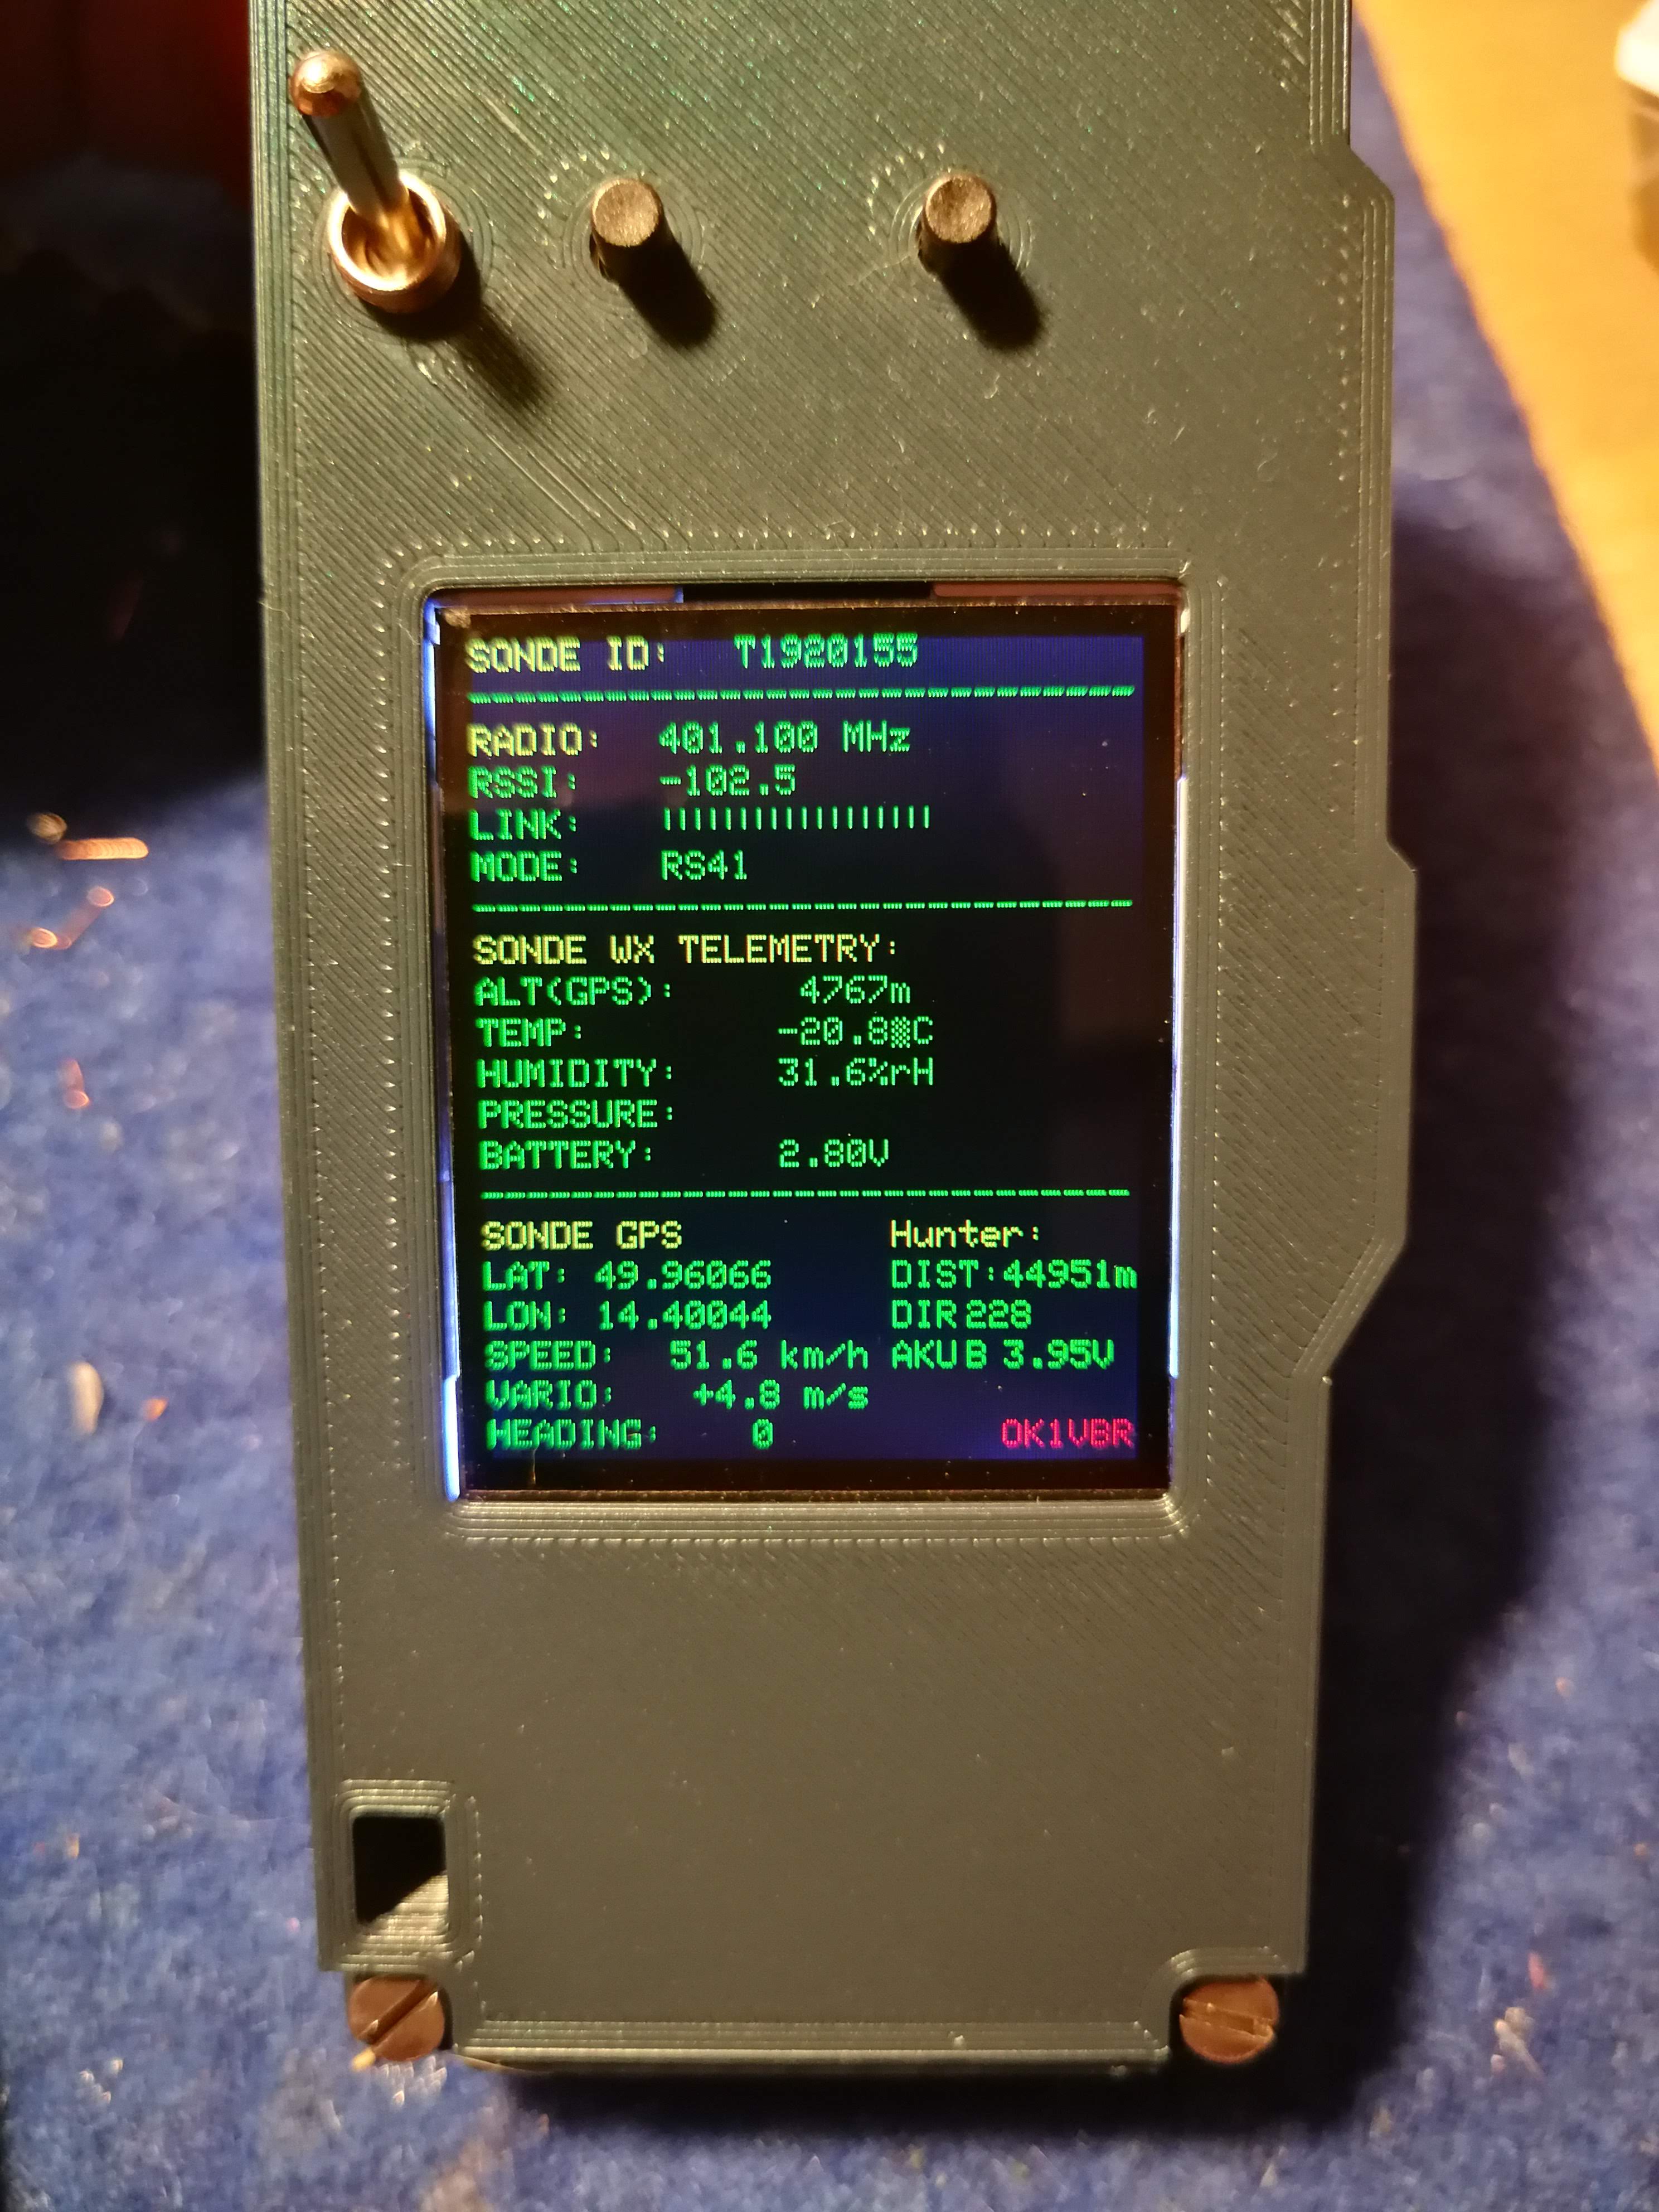 SONDE ID: T1920155
RADIO: 401.100 MHz
RSSI: -102.5
LINK: ||||||||||||||||||
MODE: RS41
SONDE WX TELEMETRY:
ALT(GPS): 4767m
TEMP: -20.8▒C
HUMIDITY: 31.6%rH
PRESSURE:
BATTERY: 2.80V
SONDE GPS Hunter:
LAT: 49.96066 DIST:44951m
LON: 14.40044 DIR 228
SPEED: 51.6 km/h AKU B 3.95V
VARIO: +4.8 m/s
HEADING: 0 OK1VBR